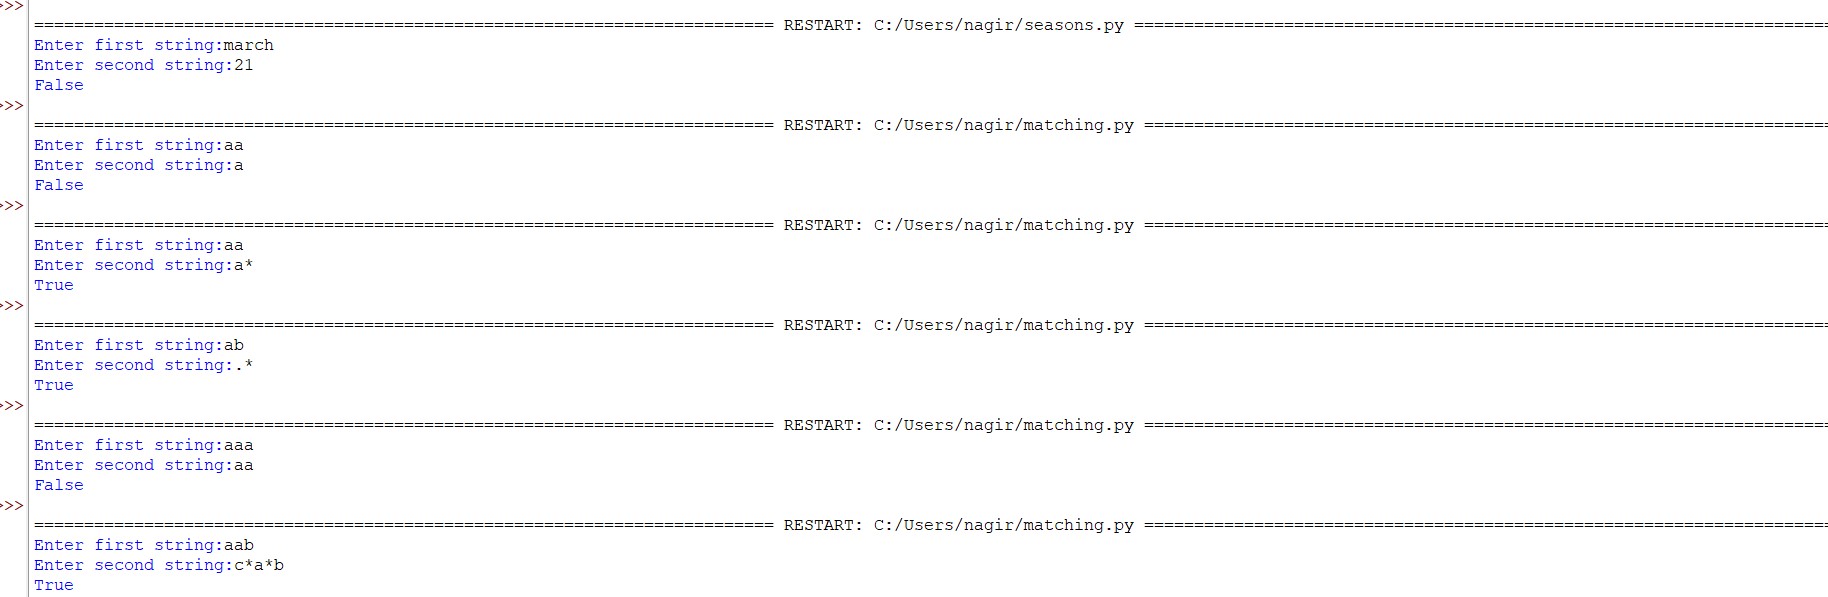 >>>
========================================================================== RESTART: C:/Users/nagir/seasons.py ======================================================================
Enter first string:march
Enter second string:21
False
>>>
========================================================================== RESTART: C:/Users/nagir/matching.py =====================================================================
Enter first string:aa
Enter second string:a
False
>>>
========================================================================== RESTART: C:/Users/nagir/matching.py =====================================================================
Enter first string:aa
Enter second string:a*
True
>>>
========================================================================== RESTART: C:/Users/nagir/matching.py =====================================================================
Enter first string:ab
Enter second string:.*
True
>>>
========================================================================== RESTART: C:/Users/nagir/matching.py =====================================================================
Enter first string:aaa
Enter second string:aa
False
>>>
========================================================================== RESTART: C:/Users/nagir/matching.py =====================================================================
Enter first string:aab
Enter second string:c*a*b
True